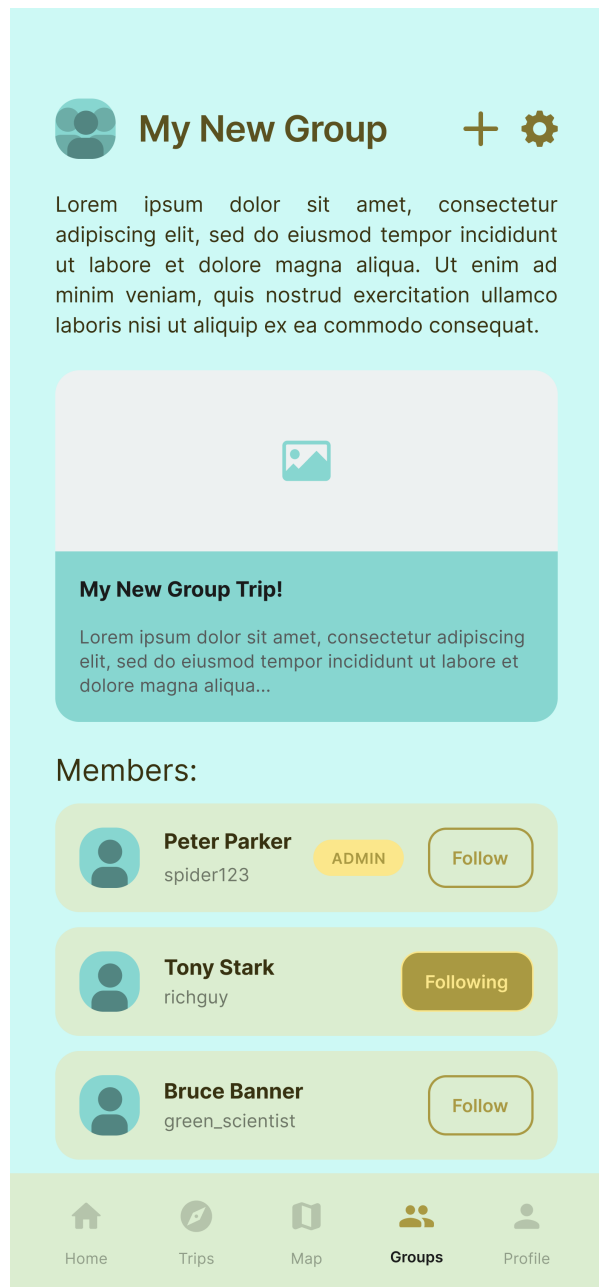 My New Group
Lorem ipsum dolor sit amet, consectetur
adipiscing elit, sed do eiusmod tempor incididunt
ut labore et dolore magna aliqua. Ut enim ad
minim veniam, quis nostrud exercitation ullamco
laboris nisi ut aliquip ex ea commodo consequat.
My New Group Trip!
Lorem ipsum dolor sit amet, consectetur adipiscing
elit, sed do eiusmod tempor incididunt ut labore et
dolore magna aliqua...
Members:
Peter Parker
spider123
ADMIN
Follow
Tony Stark
richguy
Following
Bruce Banner
green_scientist
Follow
Home
Trips
Map
Groups
Profile